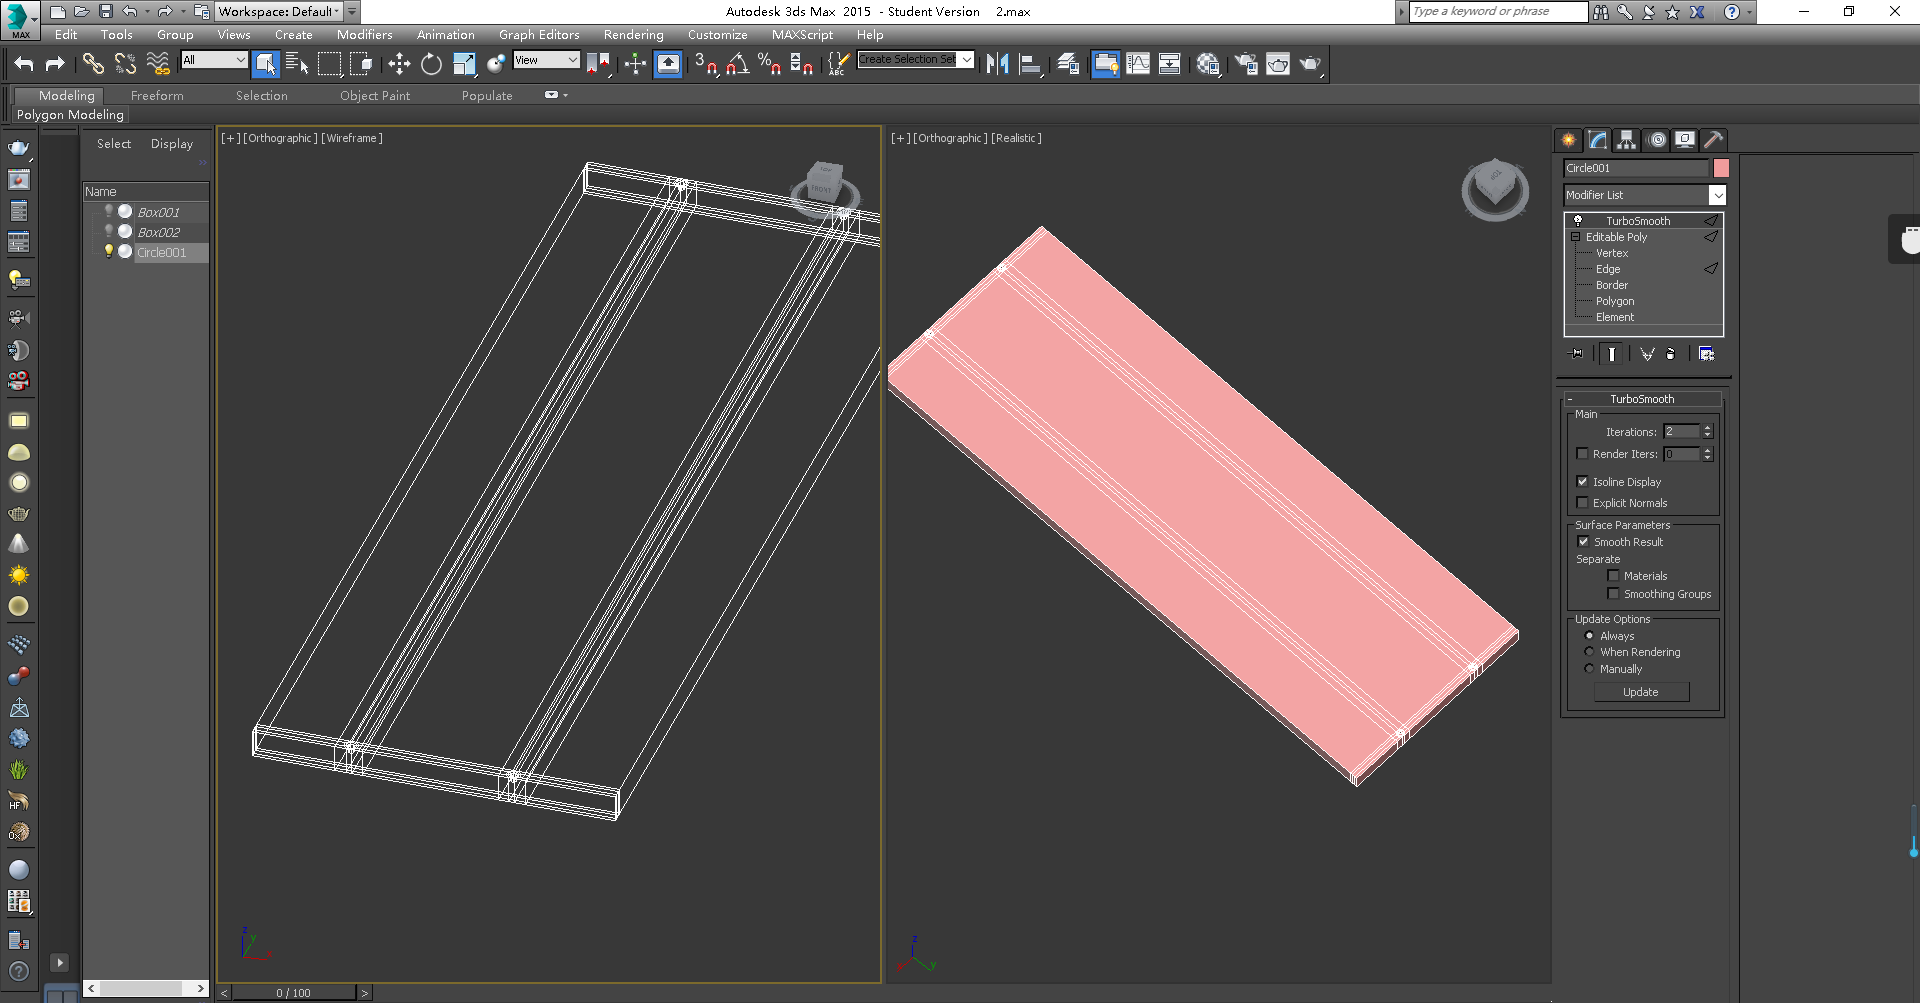 Workspace: Default
Autodesk 3ds Max 2015 - Student Version 2.max
Type a keyword or phrase
MAX
Edit Tools Group Views Create Modifiers Animation Graph Editors Rendering Customize MAXScript Help
All
View
3
%
ABC
Create Selection Set
Modeling Freeform Selection Object Paint Populate
Polygon Modeling
Select Display
Name
Box001
Box002
Circle001
[+] [Orthographic] [Wireframe]
FRONT
[+] [Orthographic] [Realistic]
z
y
x
z
y
0 / 100
HF
Circle001
Modifier List
TurboSmooth
Editable Poly
Vertex
Edge
Border
Polygon
Element
- TurboSmooth
Main
Iterations: 2
Render Iters: 0
Isoline Display
Explicit Normals
Surface Parameters
Smooth Result
Separate
Materials
Smoothing Groups
Update Options
Always
When Rendering
Manually
Update